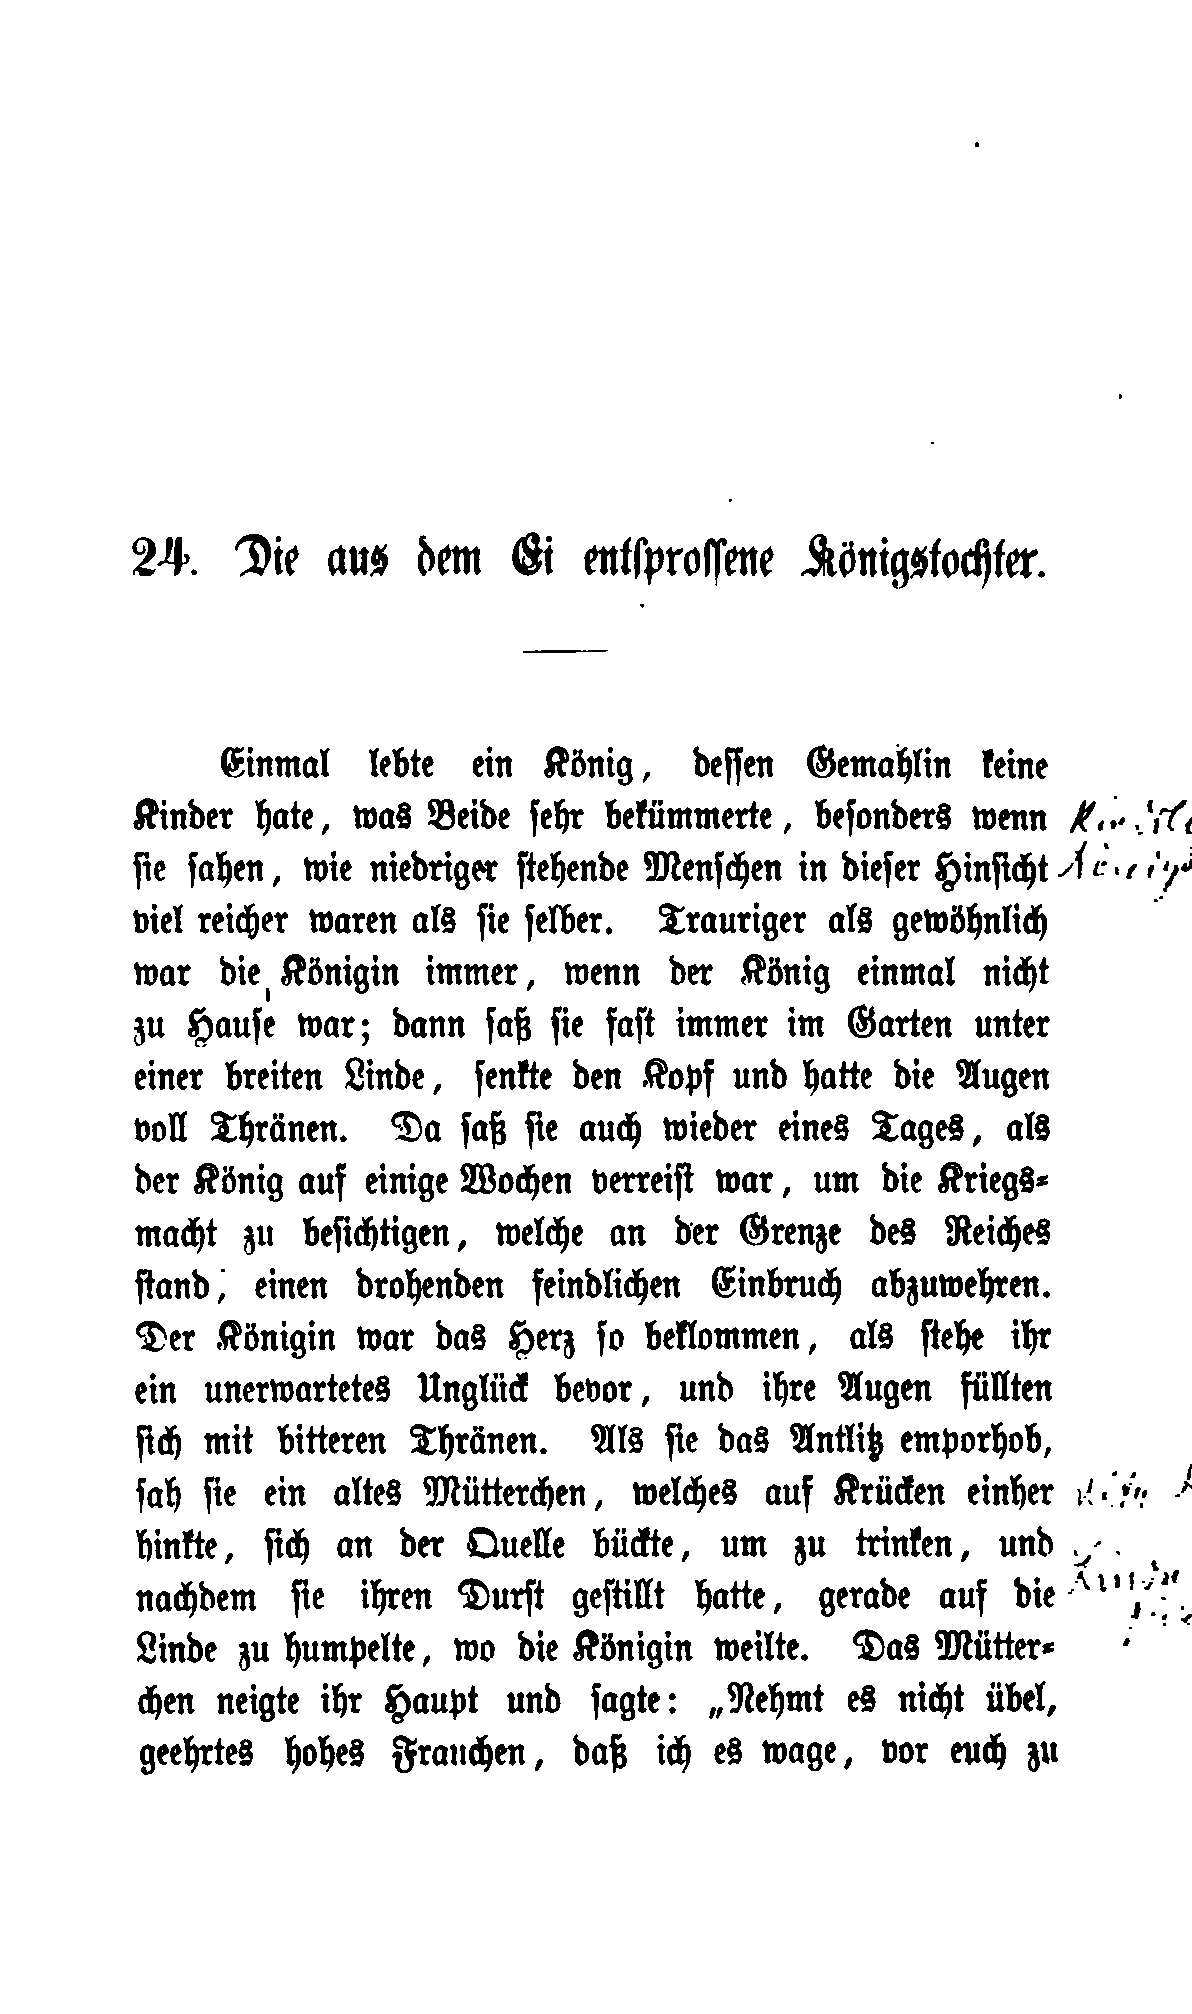 24. Die aus dem Ei entsprossene Königstochter.
Einmal lebte ein König, dessen Gemahlin keine
Kinder hate, was Beide sehr bekümmerte, besonders wenn
sie sahen, wie niedriger stehende Menschen in dieser Hinsicht
viel reicher waren als sie selber. Trauriger als gewöhnlich
war die Königin immer, wenn der König einmal nicht
zu Hause war; dann saß sie fast immer im Garten unter
einer breiten Linde, senkte den Kopf und hatte die Augen
voll Thränen. Da saß sie auch wieder eines Tages, als
der König auf einige Wochen verreist war, um die Kriegs-
macht zu besichtigen, welche an der Grenze des Reiches
stand, einen drohenden feindlichen Einbruch abzuwehren.
Der Königin war das Herz so beklommen, als stehe ihr
ein unerwartetes Unglück bevor, und ihre Augen füllten
sich mit bitteren Thränen. Als sie das Antlitz emporhob,
sah sie ein altes Mütterchen, welches auf Krücken einher
hinkte, sich an der Quelle bückte, um zu trinken, und
nachdem sie ihren Durst gestillt hatte, gerade auf die
Linde zu humpelte, wo die Königin weilte. Das Mütter-
chen neigte ihr Haupt und sagte: „Nehmt es nicht übel,
geehrtes hohes Frauchen, daß ich es wage, vor euch zu